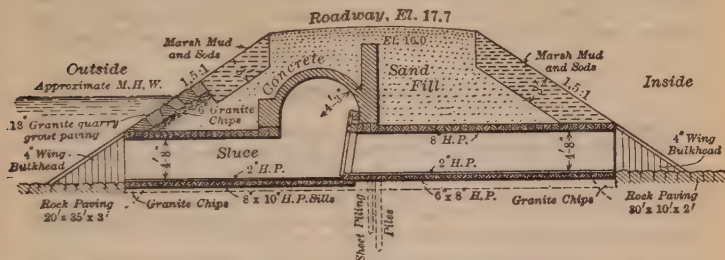 Roadway, El. 17.7
Marsh Mud
and Sods
El. 16.0
Marsh Mud
and Sods
Outside
Approximate M.H.W.
1.5:1
Concrete
Sand
Fill
1.5:1
Inside
6" Granite
Chips
4'-3"
.18" Granite quarry
grout paving
4" Wing
Bulkhead
8" H.P.
4" Wing
Bulkhead
Sluce
4'-8"
4'-8"
2" H.P.
2" H.P.
Rock Paving
20' x 35' x 3'
Granite Chips
8" x 10" H.P. Sills
6" x 8" H.P.
Granite Chips
Rock Paving
30' x 10' x 2'
Sheet Piling
Piles